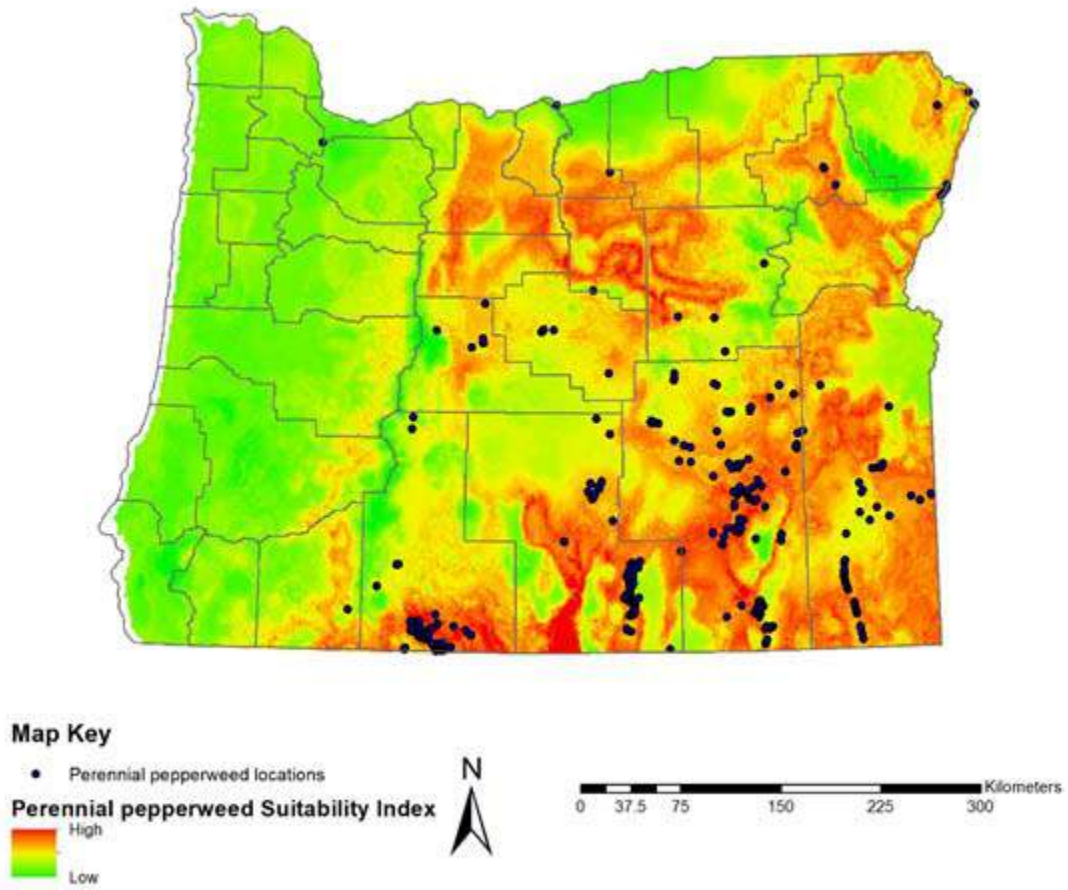 Map Key
Perennial pepperweed locations
Perennial pepperweed Suitability Index
High
Low
N
Kilometers
0 37.5 75 150 225 300